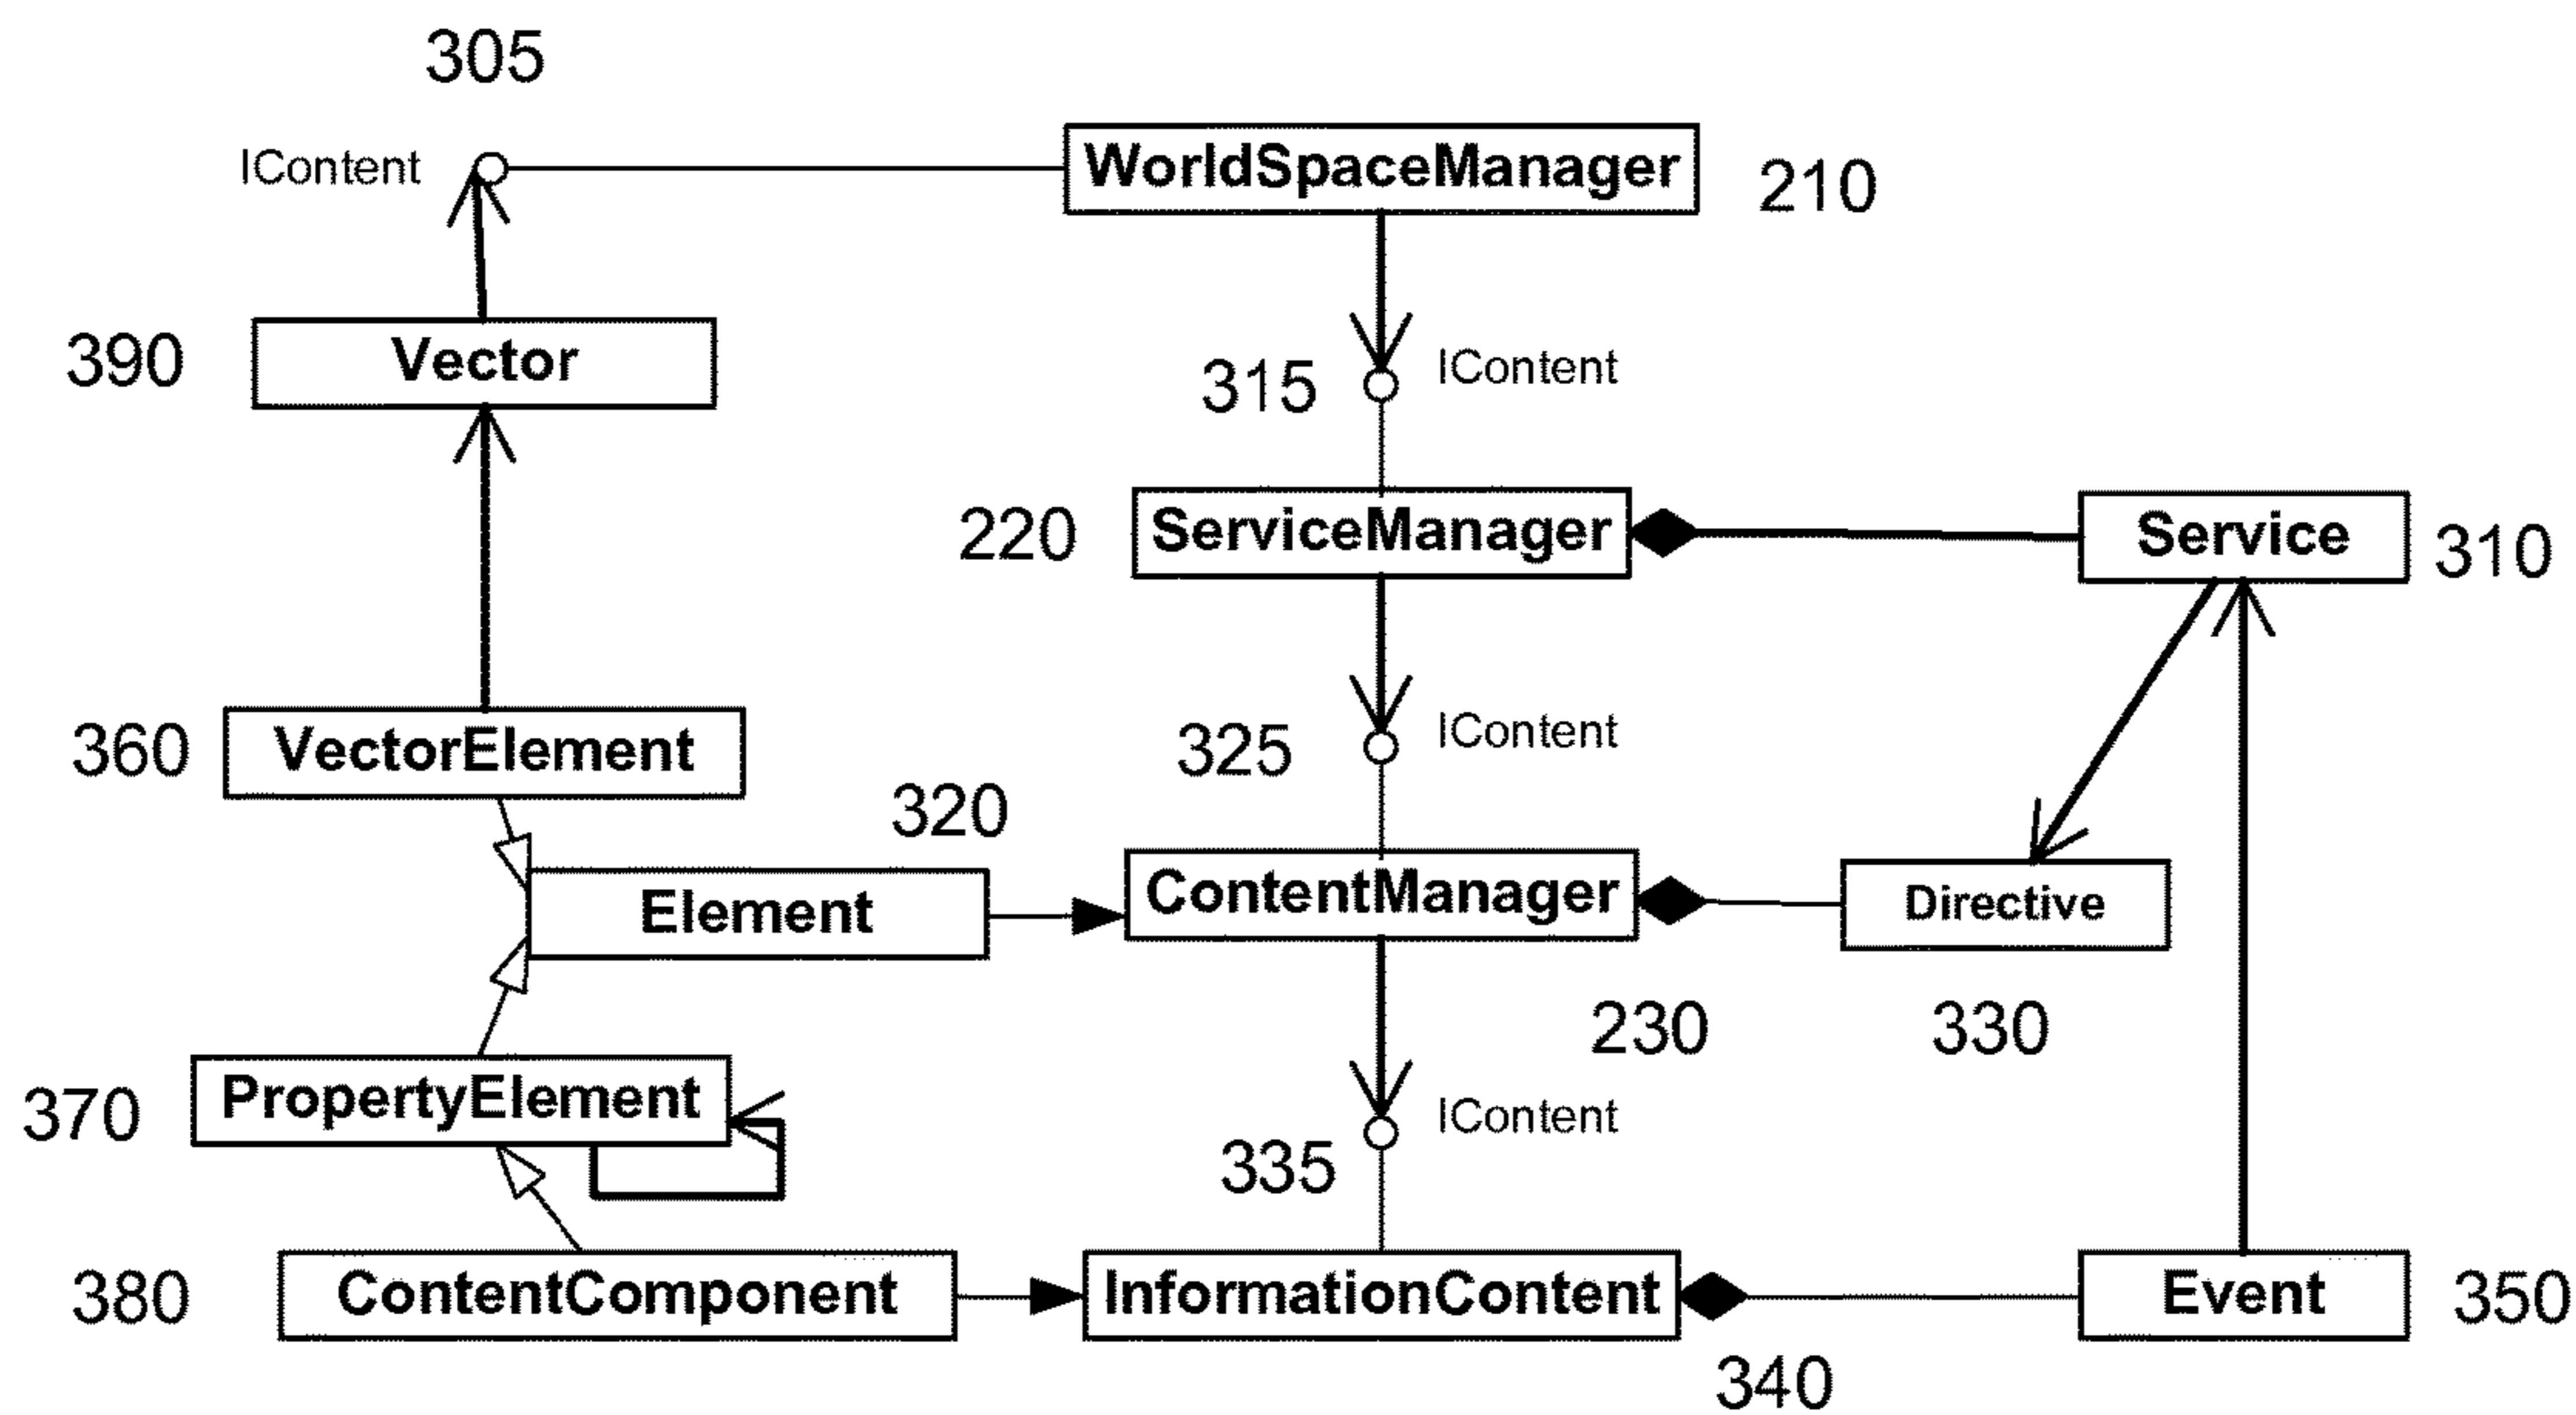 305
IContent
WorldSpaceManager
210
390
Vector
315
IContent
220
ServiceManager
Service
310
360
VectorElement
325
IContent
320
Element
ContentManager
Directive
230
330
370
PropertyElement
335
IContent
380
ContentComponent
InformationContent
Event
350
340